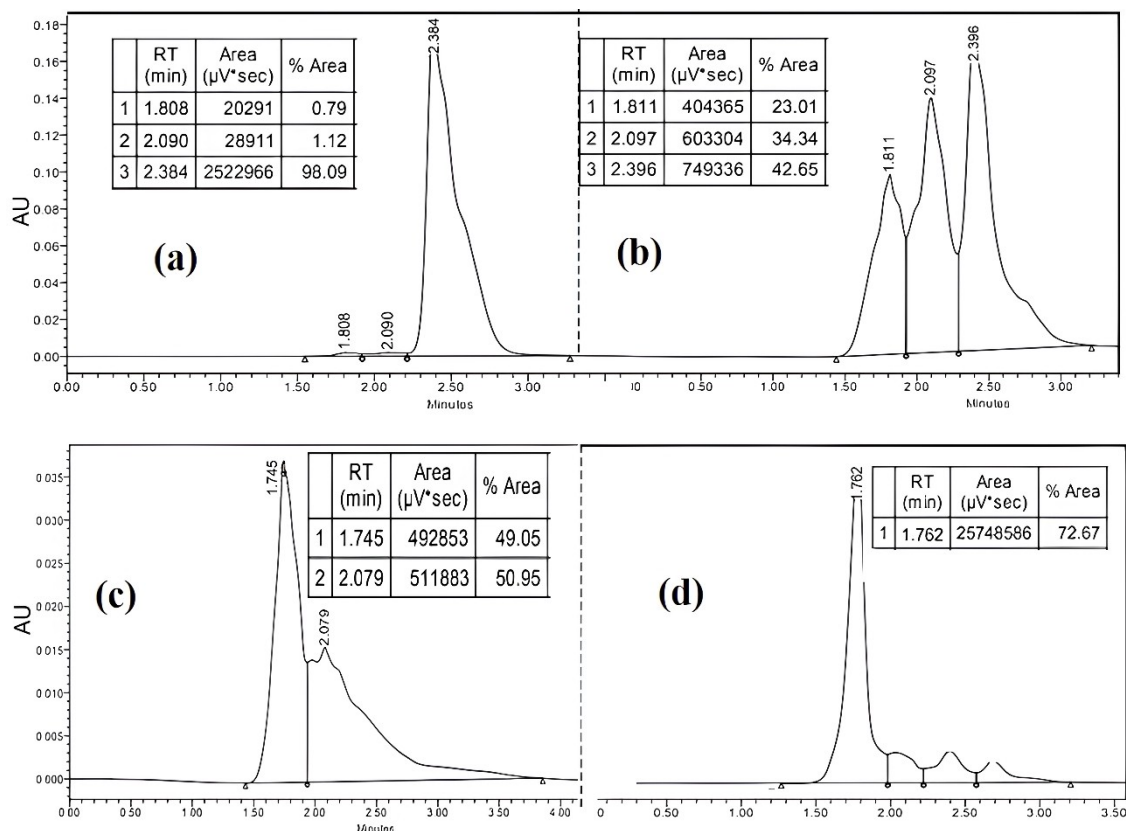 0.18
0.16
0.14
0.12
0.10
0.08
0.06
0.04
0.02
0.00
AU
RT (min) Area (µV*sec) % Area
1 1.808 20291 0.79
2 2.090 28911 1.12
3 2.384 2522966 98.09
1.808
2.090
2.384
(a)
0.00 0.50 1.00 1.50 2.00 2.50 3.00
Minutos
RT (min) Area (µV*sec) % Area
1 1.811 404365 23.01
2 2.097 603304 34.34
3 2.396 749336 42.65
1.811
2.097
2.396
(b)
0.50 1.00 1.50 2.00 2.50 3.00
Minutos
0.035
0.030
0.025
0.020
0.015
0.010
0.005
0.000
AU
1.745
2.079
RT (min) Area (µV*sec) % Area
1 1.745 492853 49.05
2 2.079 511883 50.95
(c)
0.00 0.50 1.00 1.50 2.00 2.50 3.00 3.50 4.00
Minutos
1.762
RT (min) Area (µV*sec) % Area
1 1.762 25748586 72.67
(d)
0.50 1.00 1.50 2.00 2.50 3.00 3.50
Minutos